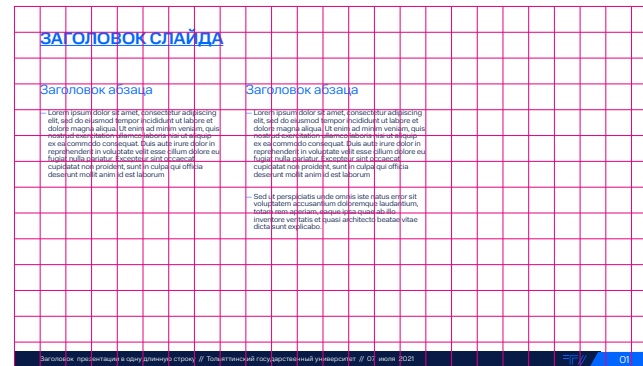 ЗАГОЛОВОК СЛАЙДА
Заголовок абзаца
— Lorem ipsum dolor sit amet, consectetur adipiscing
elit, sed do eiusmod tempor incididunt ut labore et
dolore magna aliqua. Ut enim ad minim veniam, quis
nostrud exercitation ullamco laboris nisi ut aliquip
ex ea commodo consequat. Duis aute irure dolor in
reprehenderit in voluptate velit esse cillum dolore eu
fugiat nulla pariatur. Excepteur sint occaecat
cupidatat non proident, sunt in culpa qui officia
deserunt mollit anim id est laborum
Заголовок абзаца
— Lorem ipsum dolor sit amet, consectetur adipiscing
elit, sed do eiusmod tempor incididunt ut labore et
dolore magna aliqua. Ut enim ad minim veniam, quis
nostrud exercitation ullamco laboris nisi ut aliquip
ex ea commodo consequat. Duis aute irure dolor in
reprehenderit in voluptate velit esse cillum dolore eu
fugiat nulla pariatur. Excepteur sint occaecat
cupidatat non proident, sunt in culpa qui officia
deserunt mollit anim id est laborum
— Sed ut perspiciatis unde omnis iste natus error sit
voluptatem accusantium doloremque laudantium,
totam rem aperiam, eaque ipsa quae ab illo
inventore veritatis et quasi architecto beatae vitae
dicta sunt explicabo.
Заголовок презентации в одну длинную строку // Тольяттинский государственный университет // 07 июля 2021
01